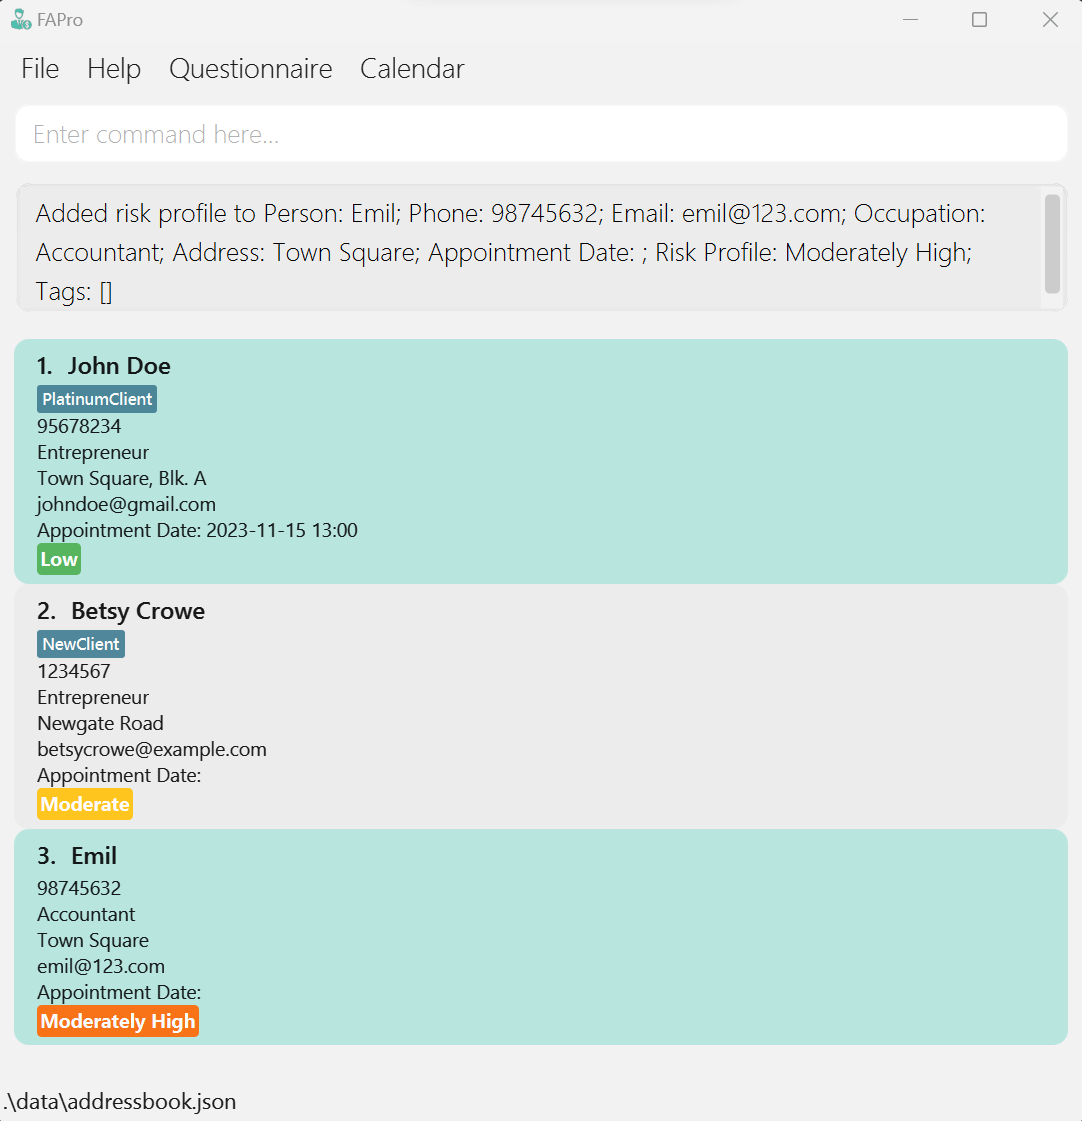 FAPro
File Help Questionnaire Calendar
Enter command here...
Added risk profile to Person: Emil; Phone: 98745632; Email: emil@123.com; Occupation:
Accountant; Address: Town Square; Appointment Date: ; Risk Profile: Moderately High;
Tags: []
1. John Doe
PlatinumClient
95678234
Entrepreneur
Town Square, Blk. A
johndoe@gmail.com
Appointment Date: 2023-11-15 13:00
Low
2. Betsy Crowe
NewClient
1234567
Entrepreneur
Newgate Road
betsycrowe@example.com
Appointment Date:
Moderate
3. Emil
98745632
Accountant
Town Square
emil@123.com
Appointment Date:
Moderately High
.\data\addressbook.json